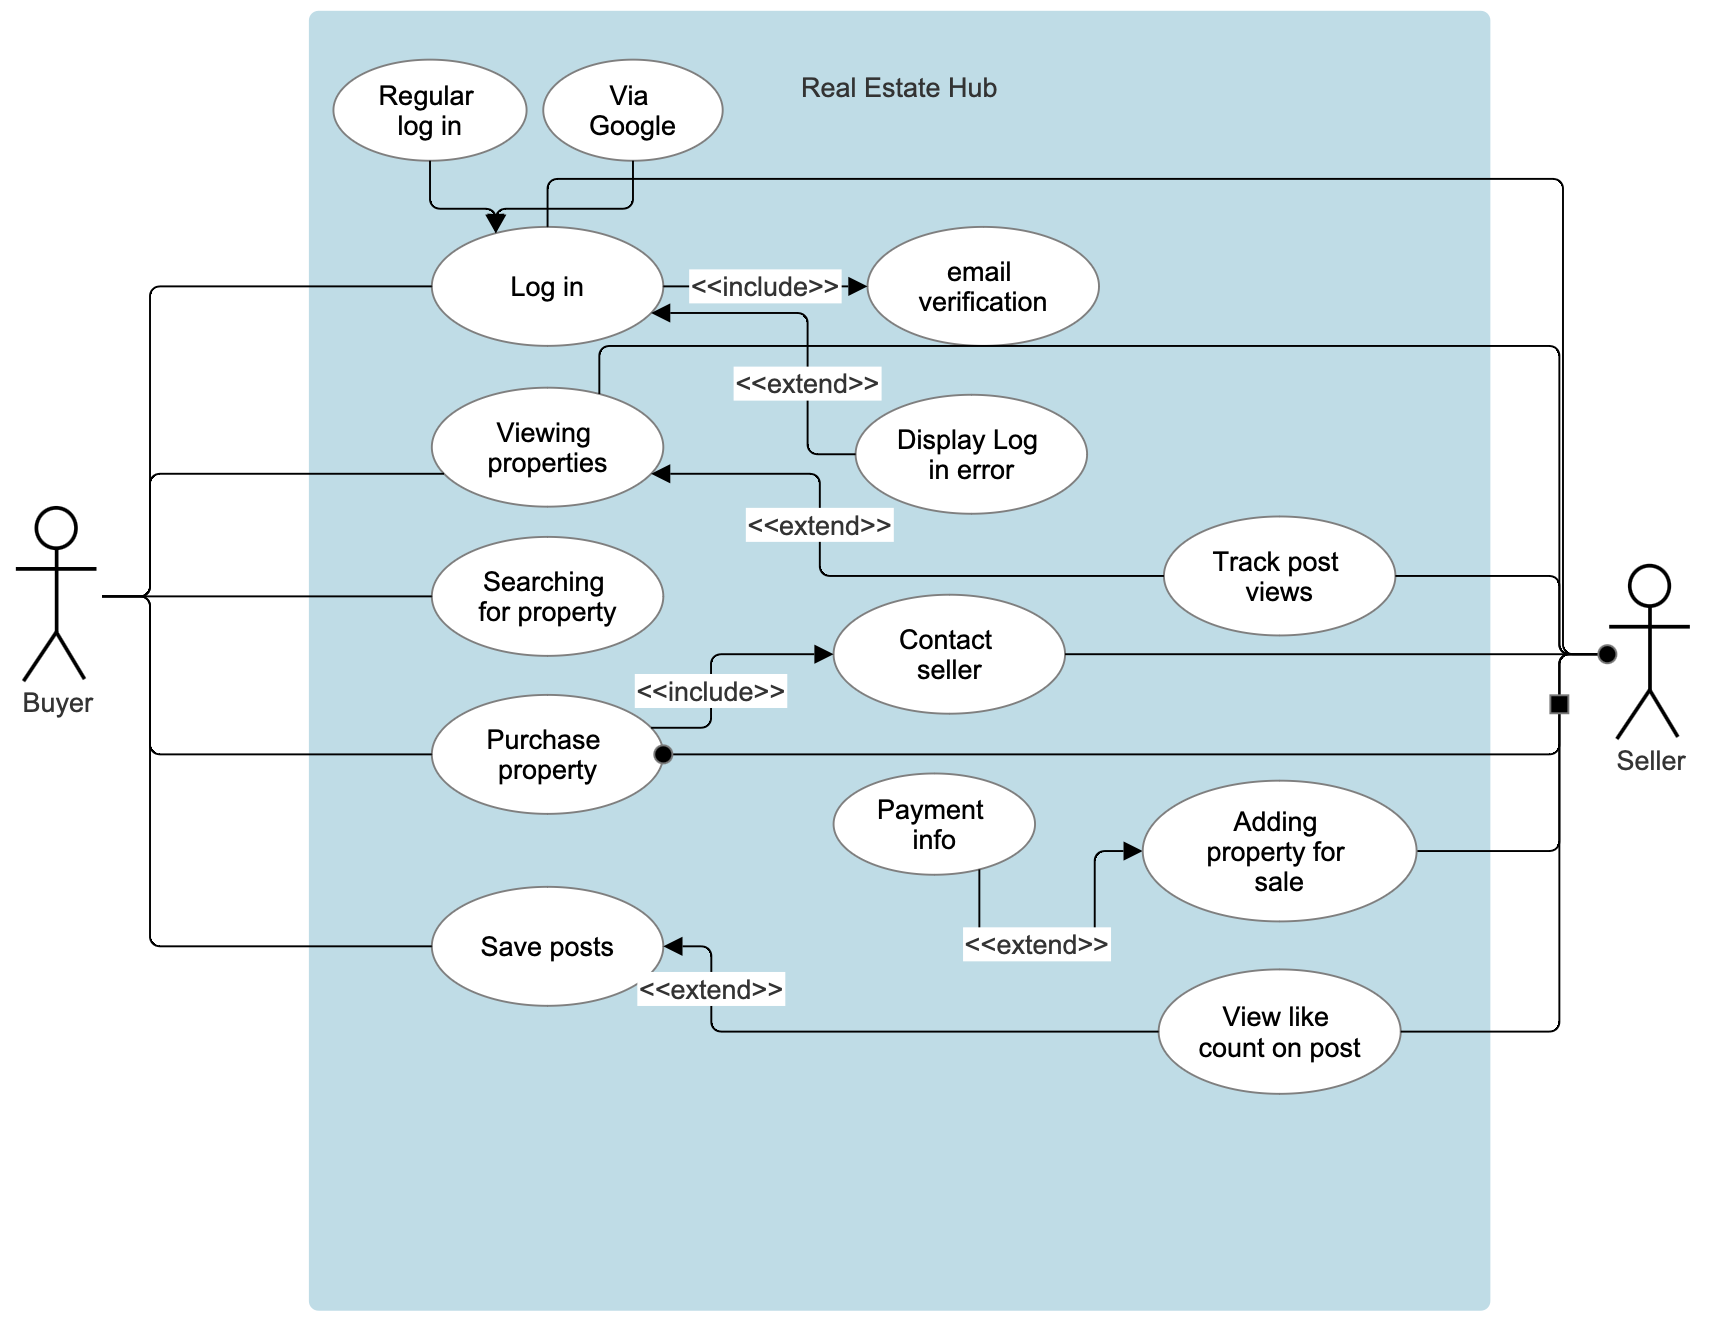 Real Estate Hub
Regular
log in
Via
Google
Log in
<<include>>
email
verification
<<extend>>
Viewing
properties
Display Log
in error
<<extend>>
Track post
views
Searching
for property
Contact
seller
<<include>>
Buyer
Purchase
property
Seller
Payment
info
Adding
property for
sale
<<extend>>
Save posts
<<extend>>
View like
count on post